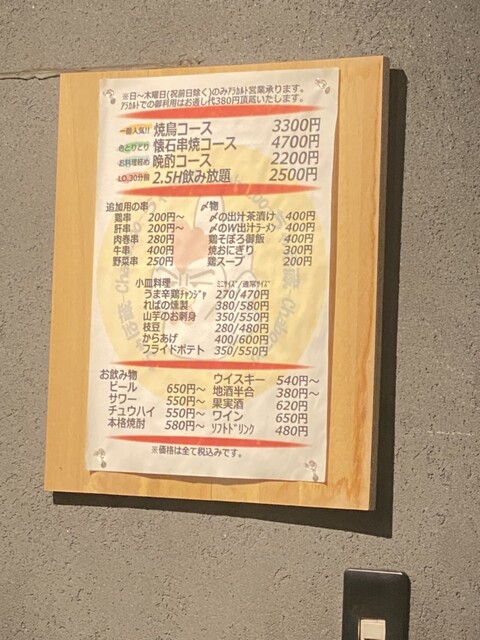 ※日〜木曜日(祝前日除く)のみｱﾗｶﾙﾄ営業承ります。
ｱﾗｶﾙﾄでの御利用はお通し代380円頂戴いたします。
一番人気!! 焼鳥コース 3300円
色とりどり 懐石串焼コース 4700円
お料理軽め 晩酌コース 2200円
LO.30分前 2.5H飲み放題 2500円
追加用の串
鶏串 200円〜
肝串 200円〜
肉巻串 280円
牛串 400円
野菜串 250円
〆物
〆の出汁茶漬け 400円
〆のW出汁ﾗｰﾒﾝ 400円
鶏そぼろ御飯 400円
焼おにぎり 300円
鶏スープ 200円
小皿料理 ミニサイズ/通常サイズ
うま辛鶏ﾁｬﾝｼﾞｬ 270/470円
ればの燻製 380/580円
山芋のお刺身 350/550円
枝豆 280/480円
からあげ 400/600円
フライドポテト 350/550円
お飲み物
ビール 650円〜
サワー 550円〜
チュウハイ 550円〜
本格焼酎 580円〜
ウイスキー 540円〜
地酒半合 380円〜
果実酒 620円
ワイン 650円
ｿﾌﾄﾄﾞﾘﾝｸ 480円
※価格は全て税込みです。